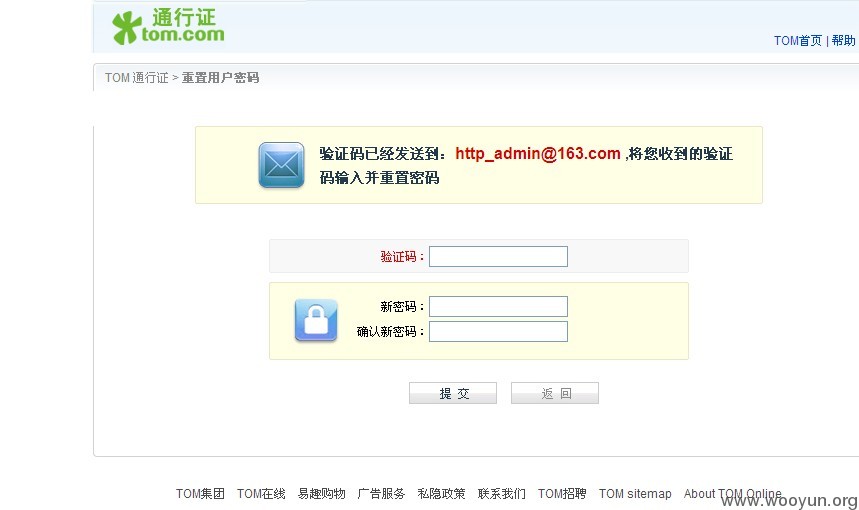 通行证
tom.com
TOM首页 | 帮助
TOM 通行证 > 重置用户密码
验证码已经发送到：http_admin@163.com ,将您收到的验证
码输入并重置密码
验证码：
新密码：
确认新密码：
提 交 返 回
TOM集团 TOM在线 易趣购物 广告服务 私隐政策 联系我们 TOM招聘 TOM sitemap About TOM Online
www.wooyun.org